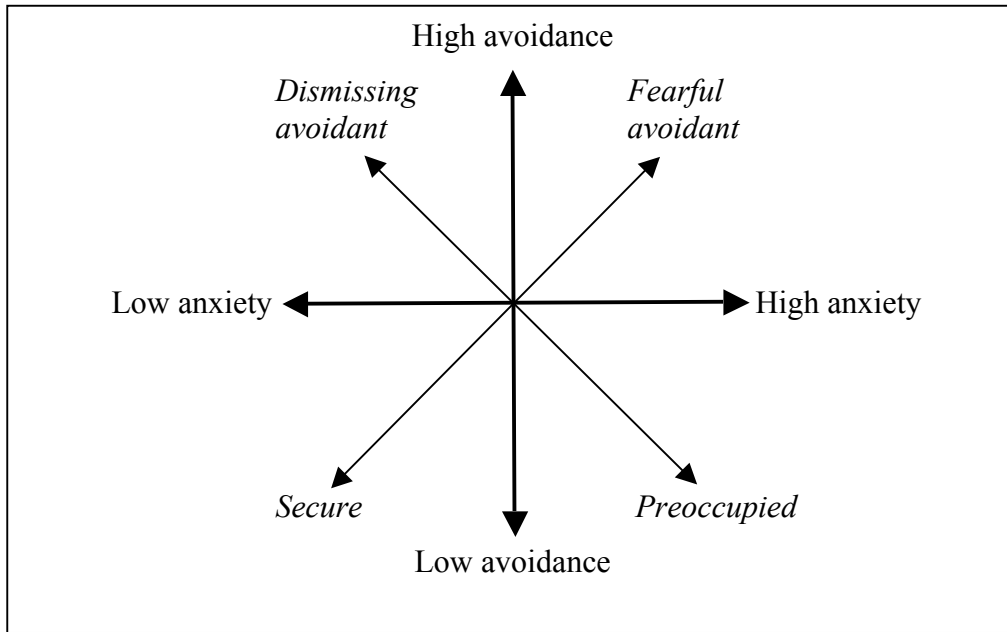 High avoidance
Dismissing
avoidant
Fearful
avoidant
Low anxiety
High anxiety
Secure
Preoccupied
Low avoidance